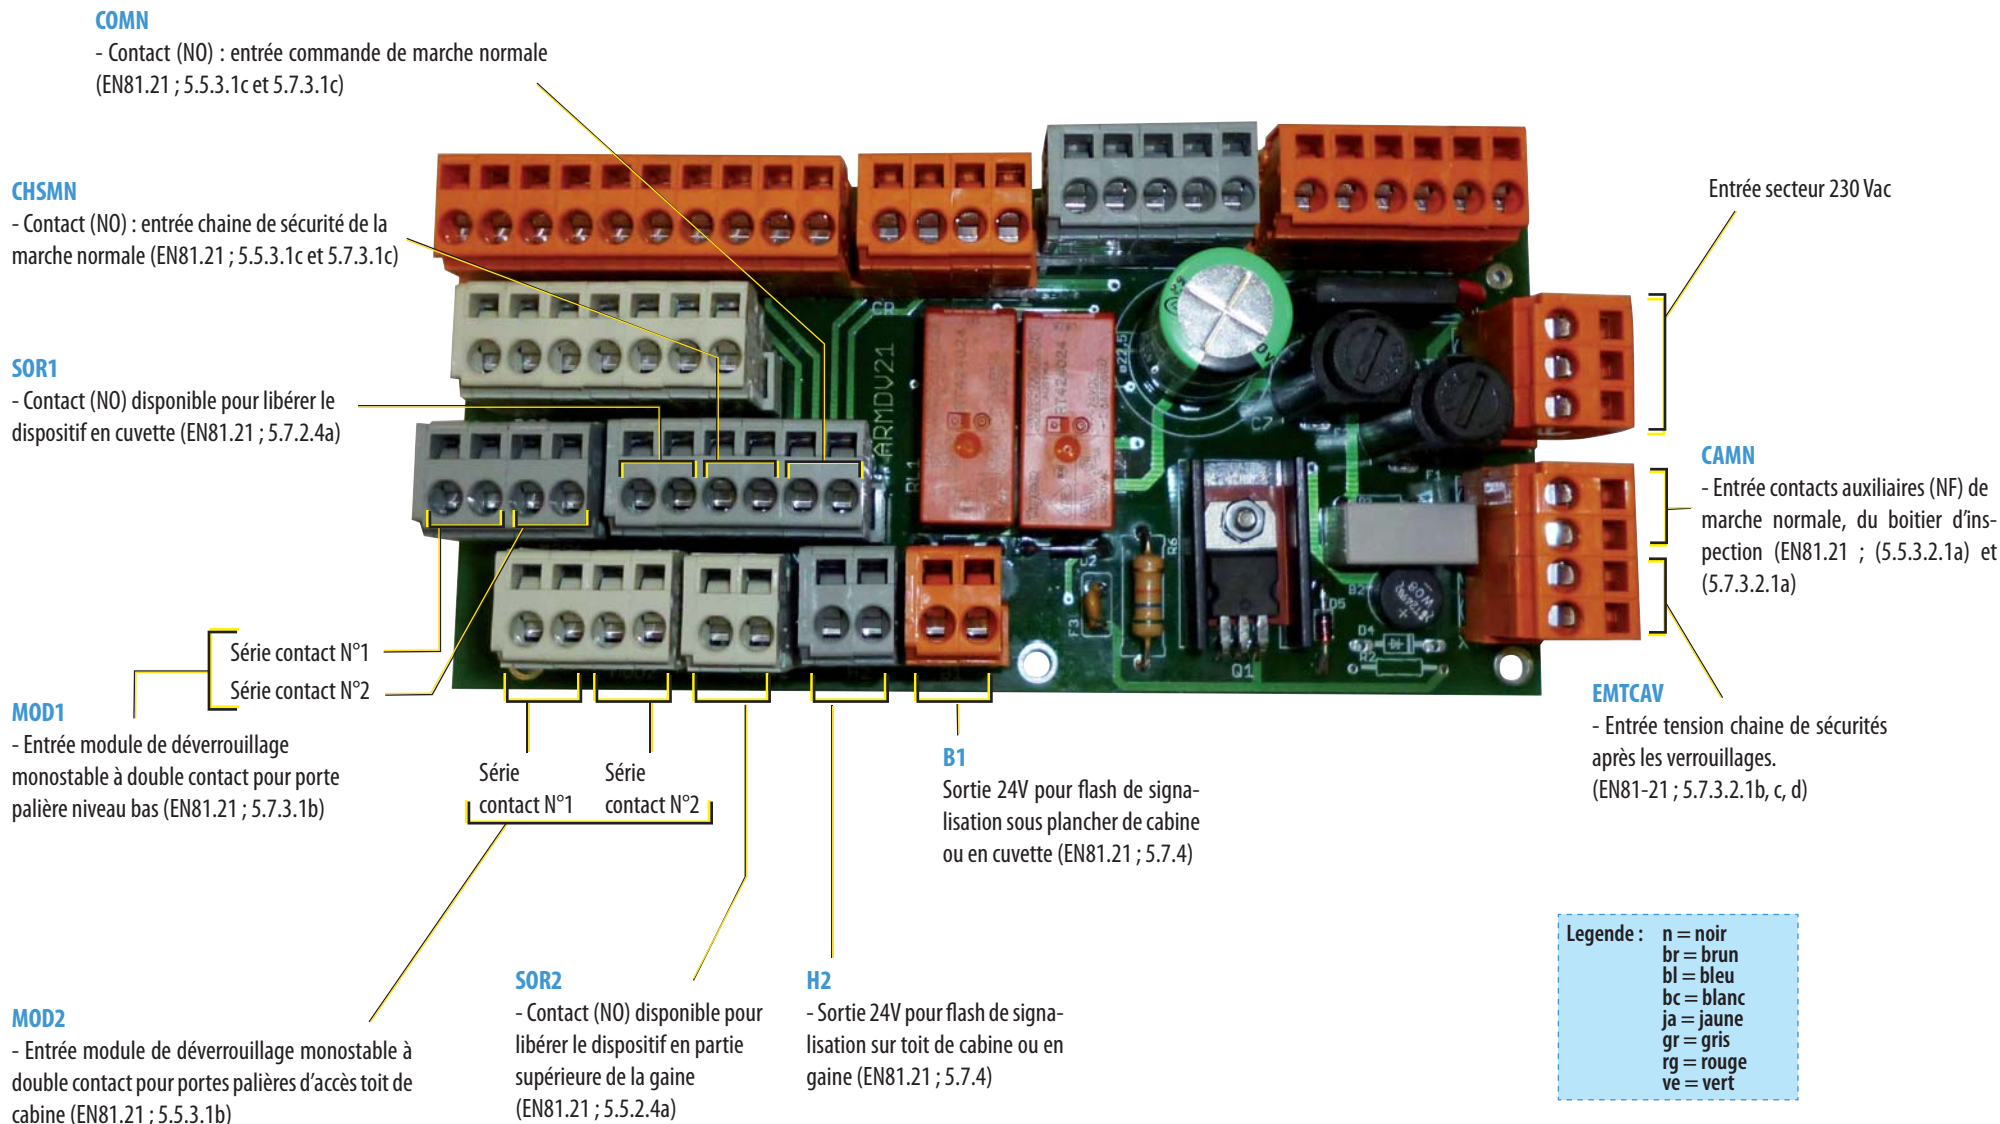 COMN
- Contact (NO) : entrée commande de marche normale
(EN81.21 ; 5.5.3.1c et 5.7.3.1c)
CHSMN
- Contact (NO) : entrée chaine de sécurité de la
marche normale (EN81.21 ; 5.5.3.1c et 5.7.3.1c)
SOR1
- Contact (NO) disponible pour libérer le
dispositif en cuvette (EN81.21 ; 5.7.2.4a)
Entrée secteur 230 Vac
CAMN
- Entrée contacts auxiliaires (NF) de
marche normale, du boitier d'ins-
pection (EN81.21 ; (5.5.3.2.1a) et
(5.7.3.2.1a)
EMTCAV
- Entrée tension chaine de sécurités
après les verrouillages.
(EN81-21 ; 5.7.3.2.1b, c, d)
Série contact N°1
Série contact N°2
MOD1
- Entrée module de déverrouillage
monostable à double contact pour porte
palière niveau bas (EN81.21 ; 5.7.3.1b)
Série
contact N°1
Série
contact N°2
B1
Sortie 24V pour flash de signa-
lisation sous plancher de cabine
ou en cuvette (EN81.21 ; 5.7.4)
MOD2
- Entrée module de déverrouillage monostable à
double contact pour portes palières d'accès toit de
cabine (EN81.21 ; 5.5.3.1b)
SOR2
- Contact (NO) disponible pour
libérer le dispositif en partie
supérieure de la gaine
(EN81.21 ; 5.5.2.4a)
H2
- Sortie 24V pour flash de signa-
lisation sur toit de cabine ou en
gaine (EN81.21 ; 5.7.4)
Legende : n = noir
br = brun
bl = bleu
bc = blanc
ja = jaune
gr = gris
rg = rouge
ve = vert
ARMDV21
RL1
CR
C7
F1
R6
F3
Q1
D5
D4
R2
B2
W08